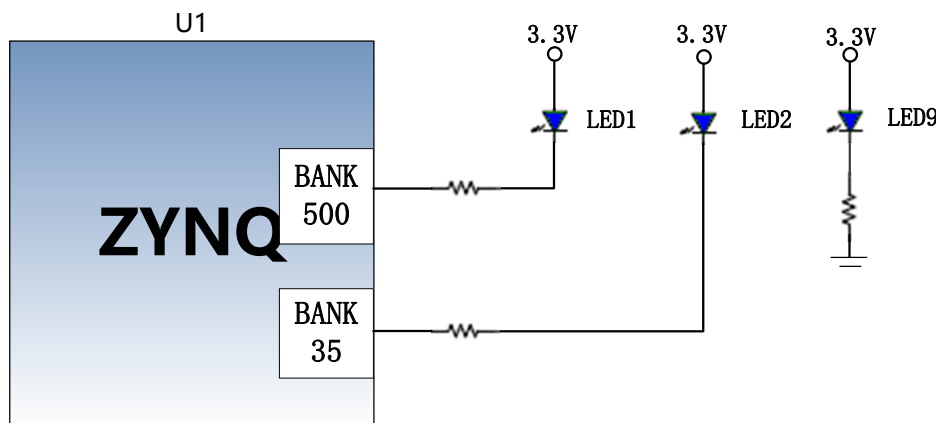 U1
3.3V
3.3V
3.3V
LED1
LED2
LED9
BANK
500
ZYNQ
BANK
35